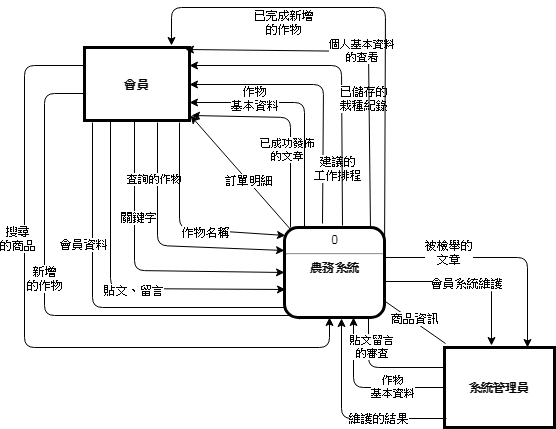 已完成新增
的作物
個人基本資料
的查看
會員
作物
基本資料
已儲存的
栽種紀錄
已成功發佈
的文章
建議的
工作排程
查詢的作物
訂單明細
關鍵字
作物名稱
搜尋
的商品
會員資料
0
農務系統
被檢舉的
文章
新增
的作物
貼文、留言
會員系統維護
商品資訊
貼文留言
的審查
作物
基本資料
系統管理員
維護的結果